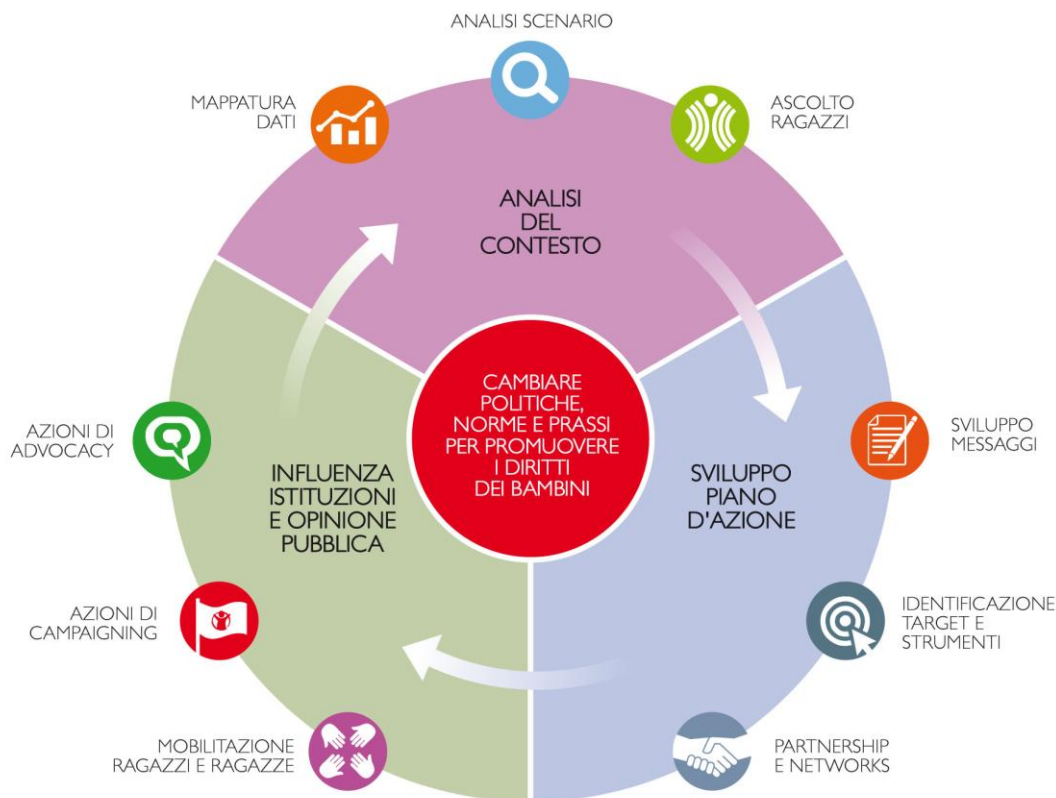 ANALISI SCENARIO
MAPPATURA
DATI
ASCOLTO
RAGAZZI
ANALISI
DEL
CONTESTO
CAMBIARE
POLITICHE,
NORME E PRASSI
PER PROMUOVERE
I DIRITTI
DEI BAMBINI
AZIONI DI
ADVOCACY
INFLUENZA
ISTITUZIONI
E OPINIONE
PUBBLICA
SVILUPPO
PIANO
D'AZIONE
SVILUPPO
MESSAGGI
AZIONI DI
CAMPAIGNING
IDENTIFICAZIONE
TARGET E
STRUMENTI
MOBILITAZIONE
RAGAZZI E RAGAZZE
PARTNERSHIP
E NETWORKS